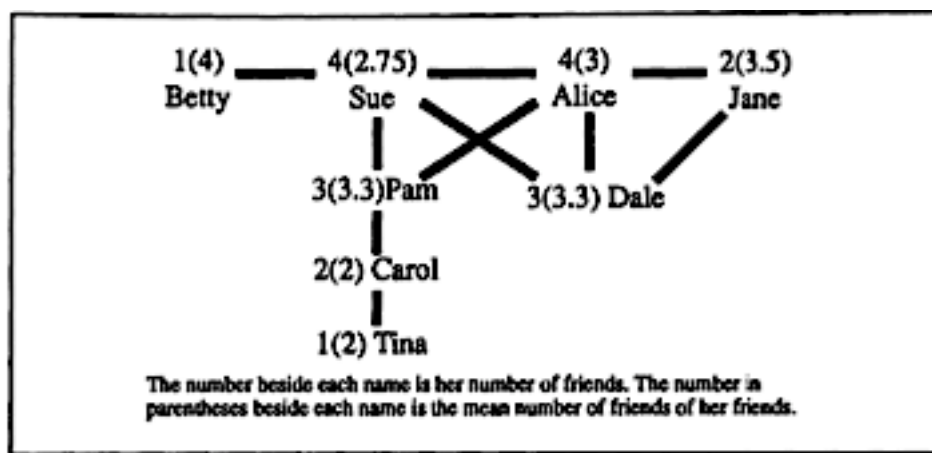 1(4) 4(2.75) 4(3) 2(3.5)
Betty Sue Alice Jane
3(3.3)Pam 3(3.3) Dale
2(2) Carol
1(2) Tina
The number beside each name is her number of friends. The number in
parentheses beside each name is the mean number of friends of her friends.